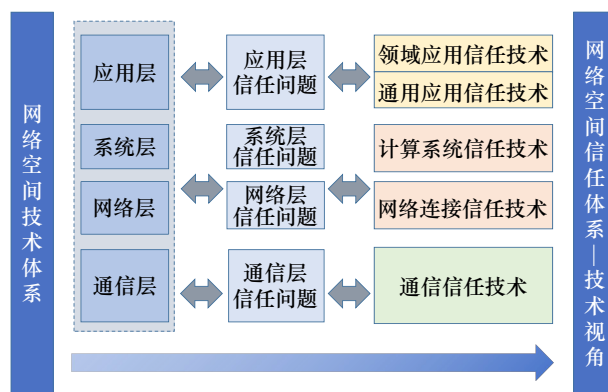 网络空间技术体系
应用层
应用层
信任问题
领域应用信任技术
通用应用信任技术
系统层
系统层
信任问题
计算系统信任技术
网络层
网络层
信任问题
网络连接信任技术
通信层
通信层
信任问题
通信信任技术
网络空间信任体系—技术视角